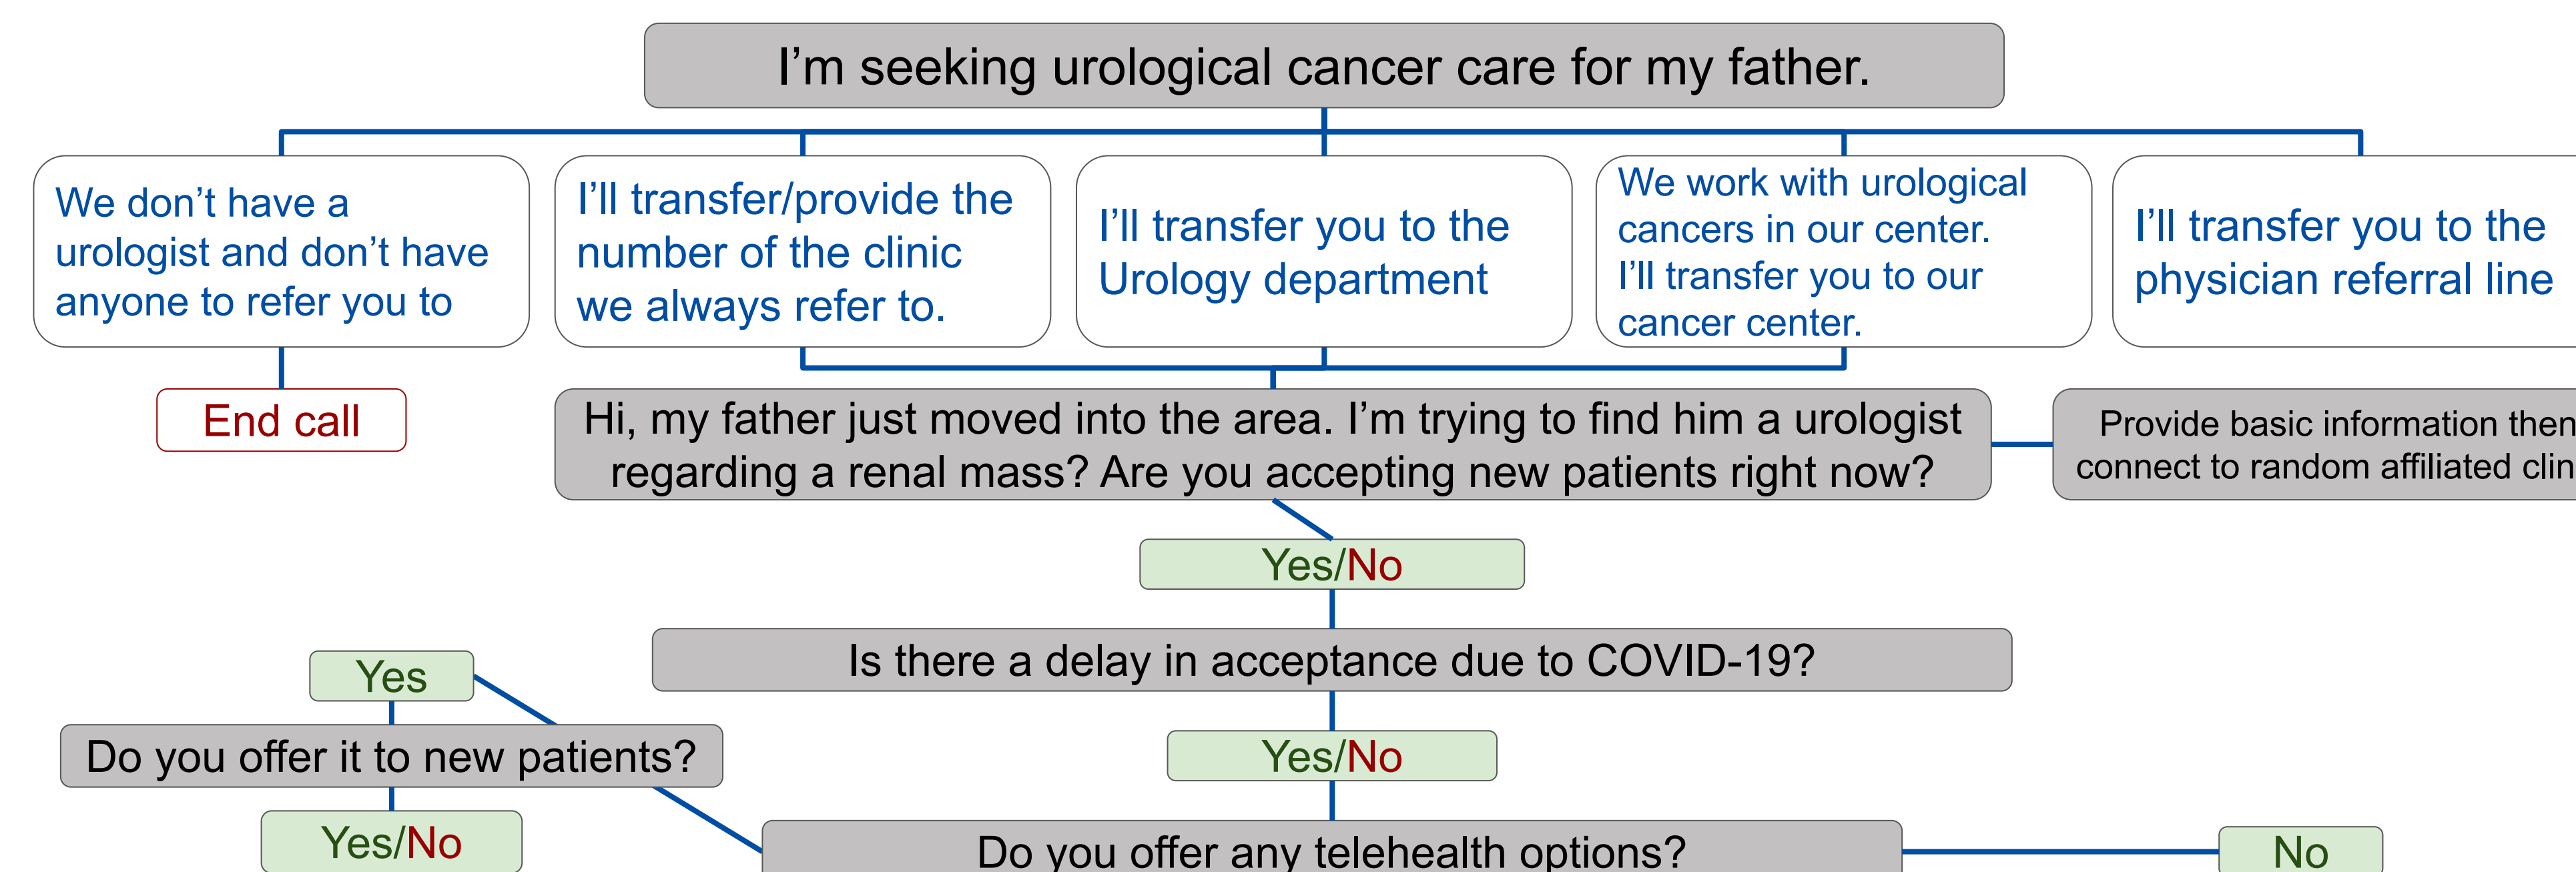 I'm seeking urological cancer care for my father.
We don't have a
urologist and don't have
anyone to refer you to
I'll transfer/provide the
number of the clinic
we always refer to.
I'll transfer you to the
Urology department
We work with urological
cancers in our center.
I'll transfer you to our
cancer center.
I'll transfer you to the
physician referral line
End call
Hi, my father just moved into the area. I'm trying to find him a urologist
regarding a renal mass? Are you accepting new patients right now?
Provide basic information then
connect to random affiliated
Yes/No
Is there a delay in acceptance due to COVID-19?
Yes
Do you offer it to new patients?
Yes/No
Yes/No
Do you offer any telehealth options?
No